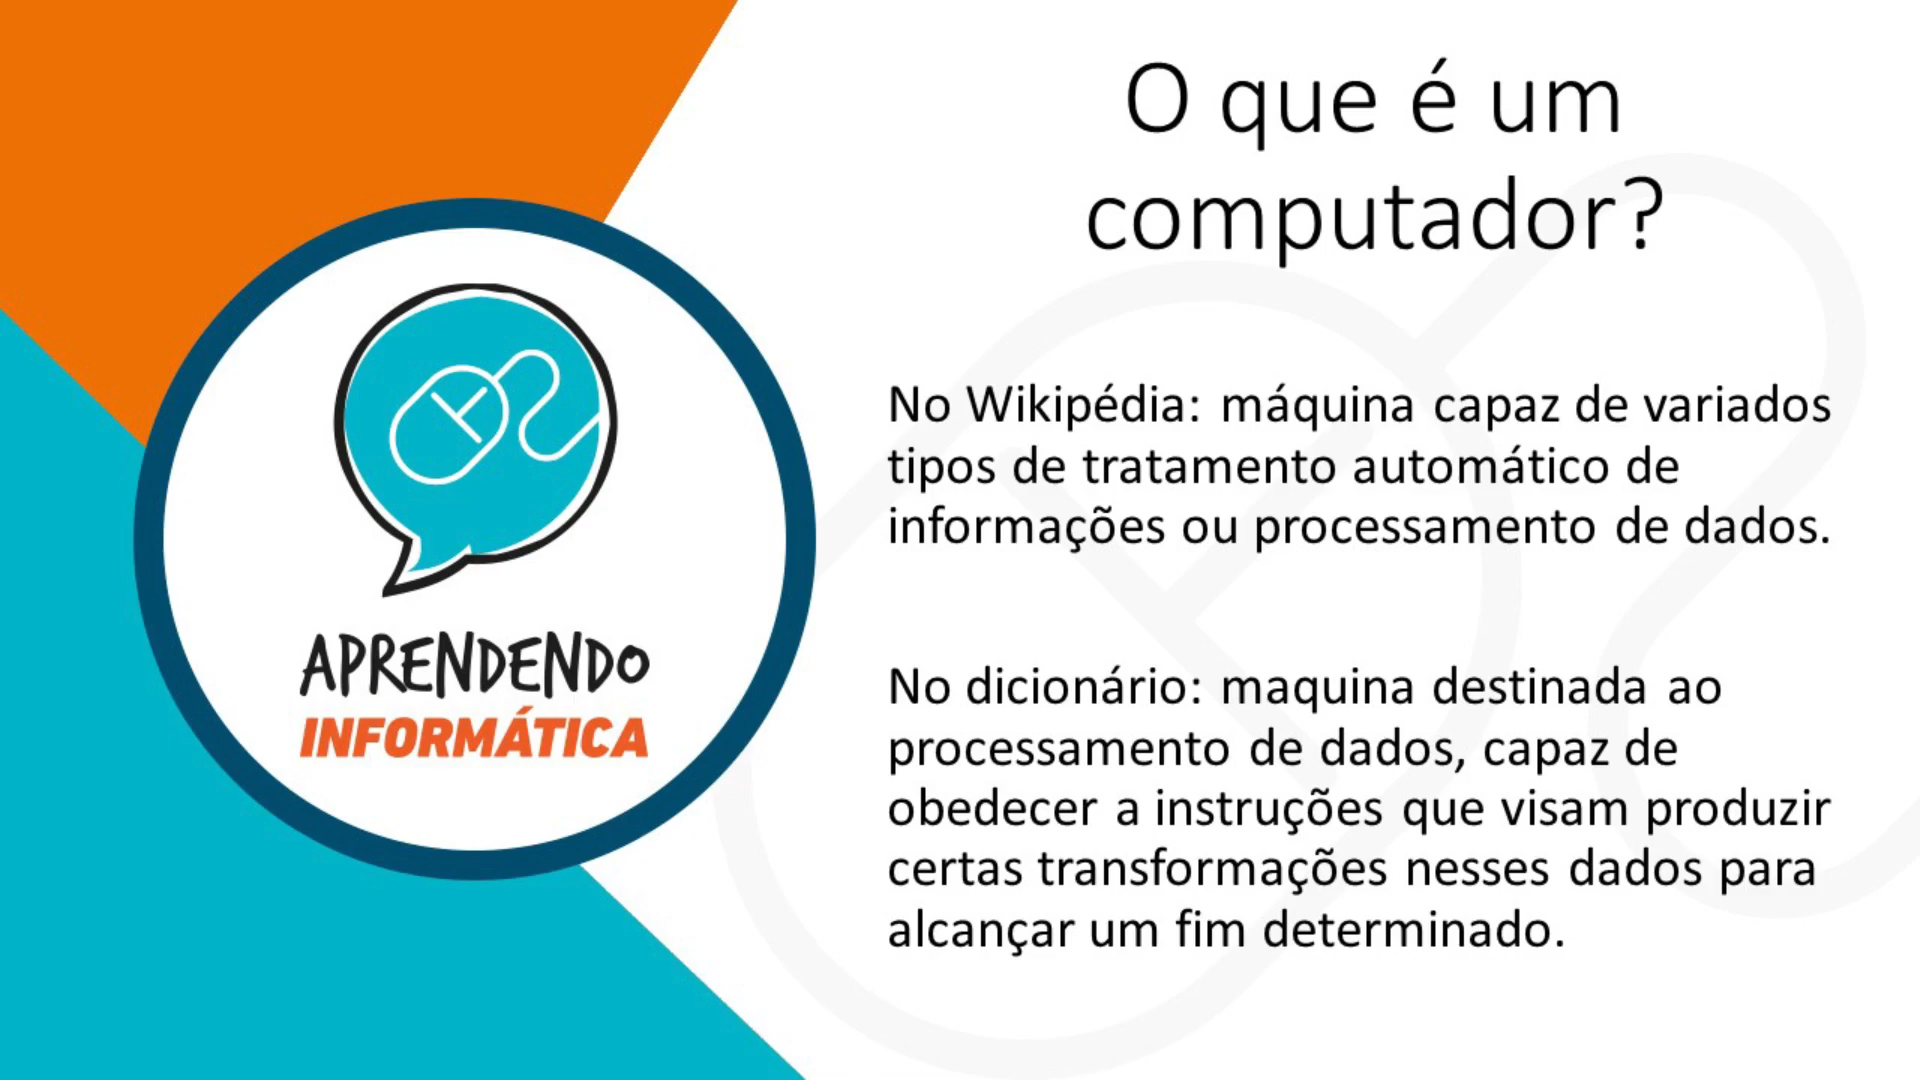 O que é um
computador?
No Wikipédia: máquina capaz de variados
tipos de tratamento automático de
informações ou processamento de dados.
No dicionário: maquina destinada ao
processamento de dados, capaz de
obedecer a instruções que visam produzir
certas transformações nesses dados para
alcançar um fim determinado.
APRENDENDO
INFORMÁTICA